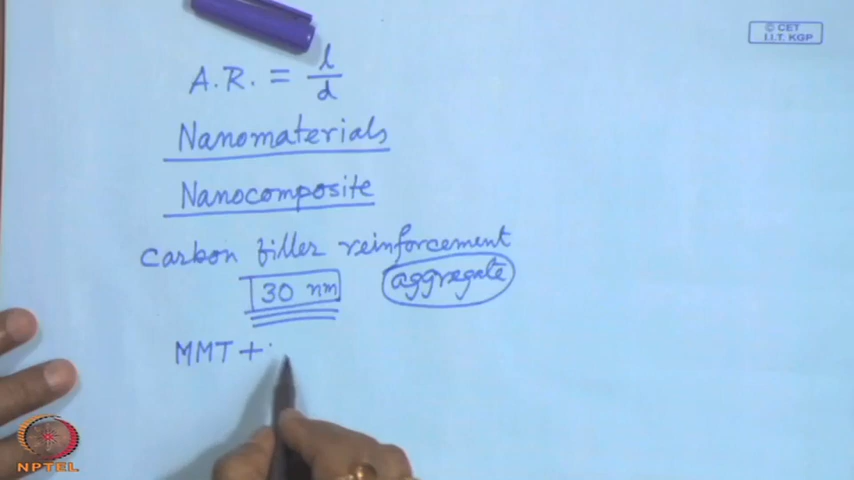 © CET
I.I.T. KGP
A.R. = l/d
Nanomaterials
Nanocomposite
carbon filler reinforcement
30 nm aggregate
MMT +
NPTEL